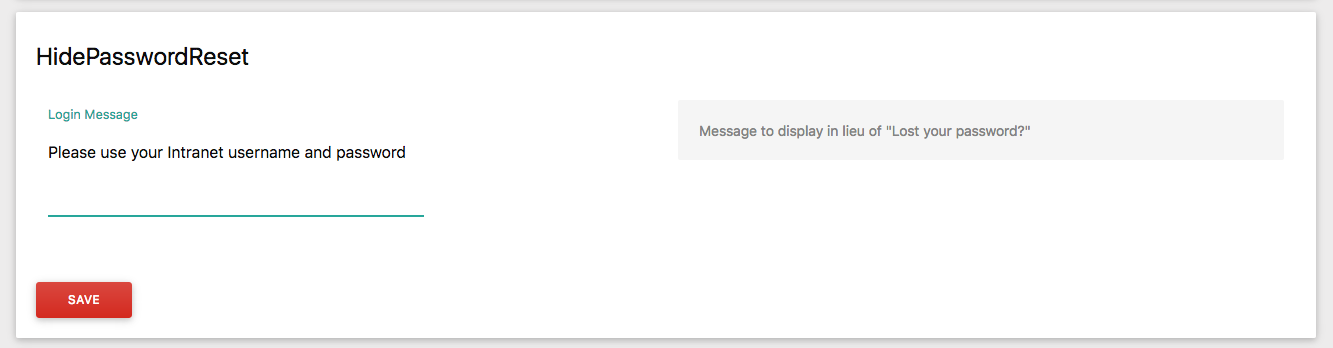 HidePasswordReset
Login Message
Message to display in lieu of "Lost your password?"
Please use your Intranet username and password
SAVE